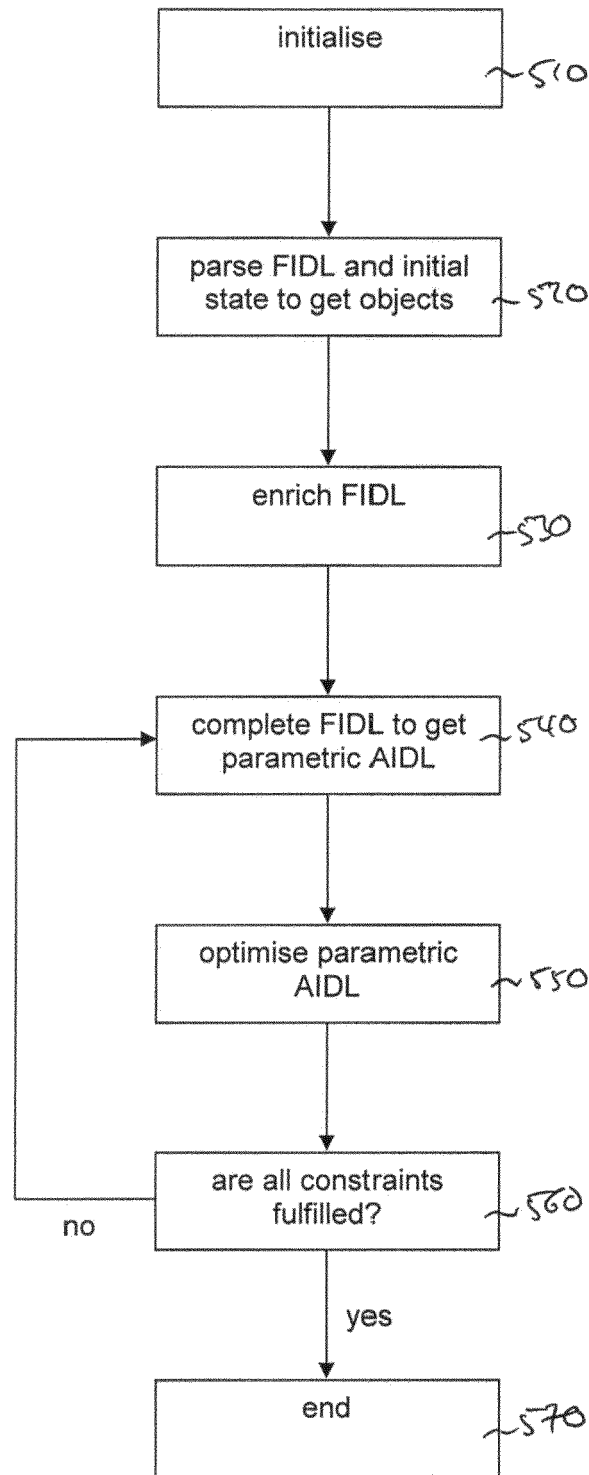 initialise
510
parse FIDL and initial
state to get objects
520
enrich FIDL
530
complete FIDL to get
parametric AIDL
540
optimise parametric
AIDL
550
are all constraints
fulfilled?
560
no
yes
end
570